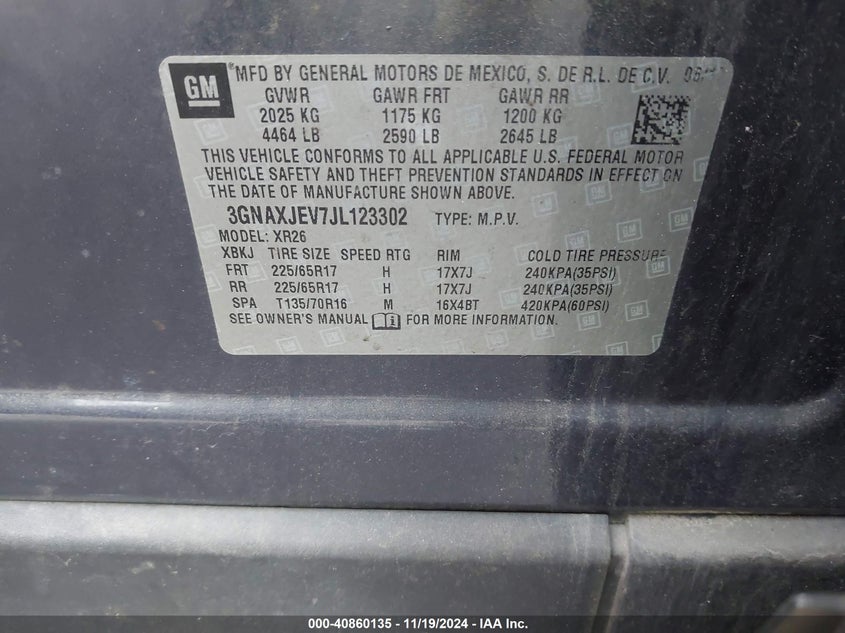 GM
®MFD BY GENERAL MOTORS DE MEXICO, S. DE R.L. DE C.V.
GVWR GAWR FRT GAWR RR
2025 KG 1175 KG 1200 KG
4464 LB 2590 LB 2645 LB
THIS VEHICLE CONFORMS TO ALL APPLICABLE U.S. FEDERAL MOTOR
VEHICLE SAFETY AND THEFT PREVENTION STANDARDS IN EFFECT ON
THE DATE OF MANUFACTURE SHOWN ABOVE.
3GNAXJEV7JL123302 TYPE: M.P.V.
MODEL: XR26
XBKJ TIRE SIZE SPEED RTG RIM COLD TIRE PRESSURE
FRT 225/65R17 H 17X7J 240KPA(35PSI)
RR 225/65R17 H 17X7J 240KPA(35PSI)
SPA T135/70R16 M 16X4BT 420KPA(60PSI)
SEE OWNER'S MANUAL FOR MORE INFORMATION.
000-40860135 - 11/19/2024 - IAA Inc.